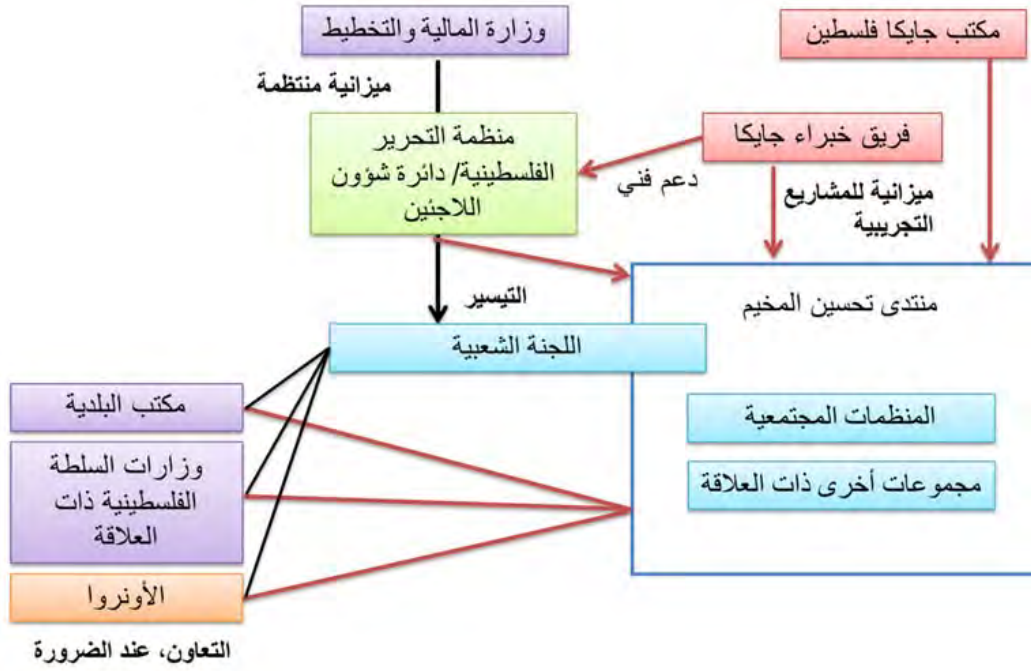 مكتب جايكا فلسطين
وزارة المالية والتخطيط
ميزانية منتظمة
فريق خبراء جايكا
منظمة التحرير
الفلسطينية/ دائرة شؤون
اللاجئين
دعم فني
ميزانية للمشاريع
التجريبية
منتدى تحسين المخيم
التيسير
اللجنة الشعبية
المنظمات المجتمعية
مجموعات أخرى ذات العلاقة
مكتب البلدية
وزارات السلطة
الفلسطينية ذات
العلاقة
الأونروا
التعاون، عند الضرورة